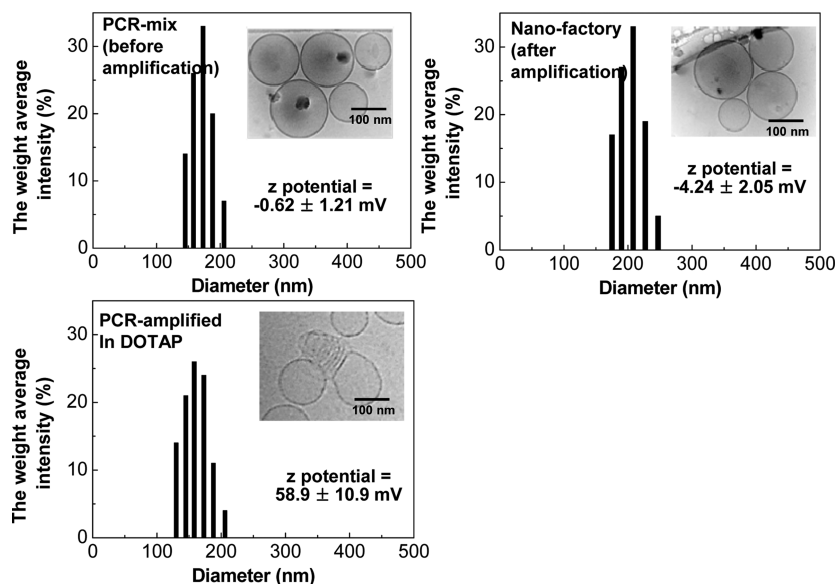 PCR-mix
(before
amplification)
100 nm
z potential =
-0.62 ± 1.21 mV
The weight average
intensity (%)
30
20
10
0
0 100 200 300 400 500
Diameter (nm)
Nano-factory
(after
amplification)
100 nm
z potential =
-4.24 ± 2.05 mV
The weight average
intensity (%)
30
20
10
0
0 100 200 300 400 500
Diameter (nm)
PCR-amplified
In DOTAP
100 nm
z potential =
58.9 ± 10.9 mV
The weight average
intensity (%)
30
20
10
0
0 100 200 300 400 500
Diameter (nm)